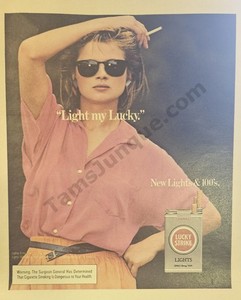 "Light my Lucky."
TamsJunque.com
New Lights & 100's.
LUCKY
STRIKE
LIGHTS
Warning: The Surgeon General Has Determined
That Cigarette Smoking Is Dangerous to Your Health.